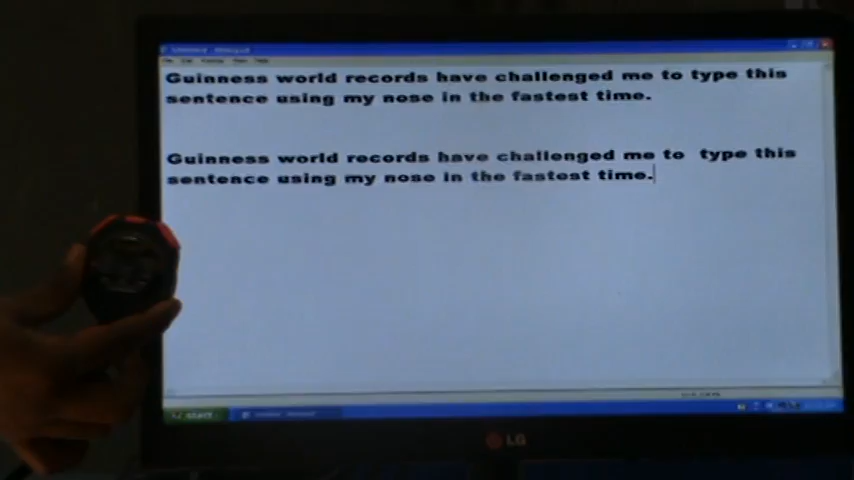 Guinness world records have challenged me to type this
sentence using my nose in the fastest time.
Guinness world records have challenged me to  type this
sentence using my nose in the fastest time.
start
LG